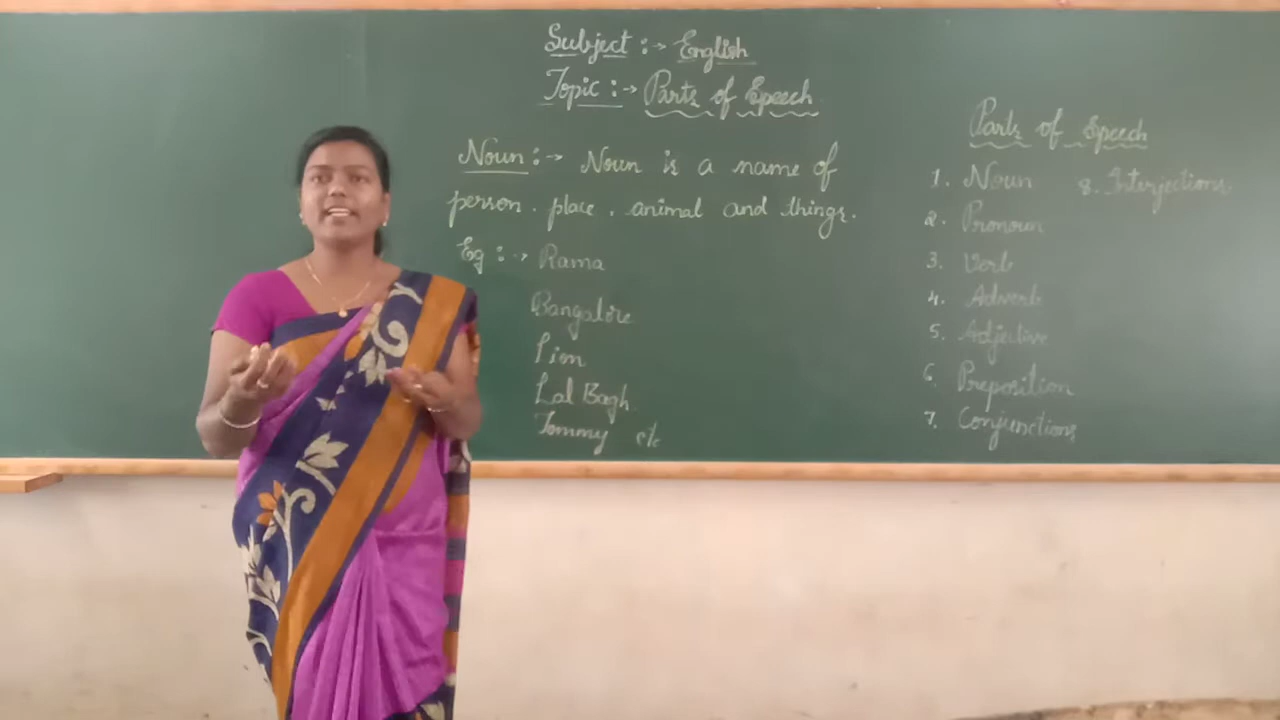 Subject :→ English
Topic :→ Parts of Speech
Noun :→ Noun is a name of
person. place. animal and things.
Eg :→ Rama
Bangalore
Lion
Lal Bagh
Tommy etc
Parts of Speech
1. Noun
2. Pronoun
3. Verb
4. Adverb
5. Adjective
6. Preposition
7. Conjunctions
8. Interjections